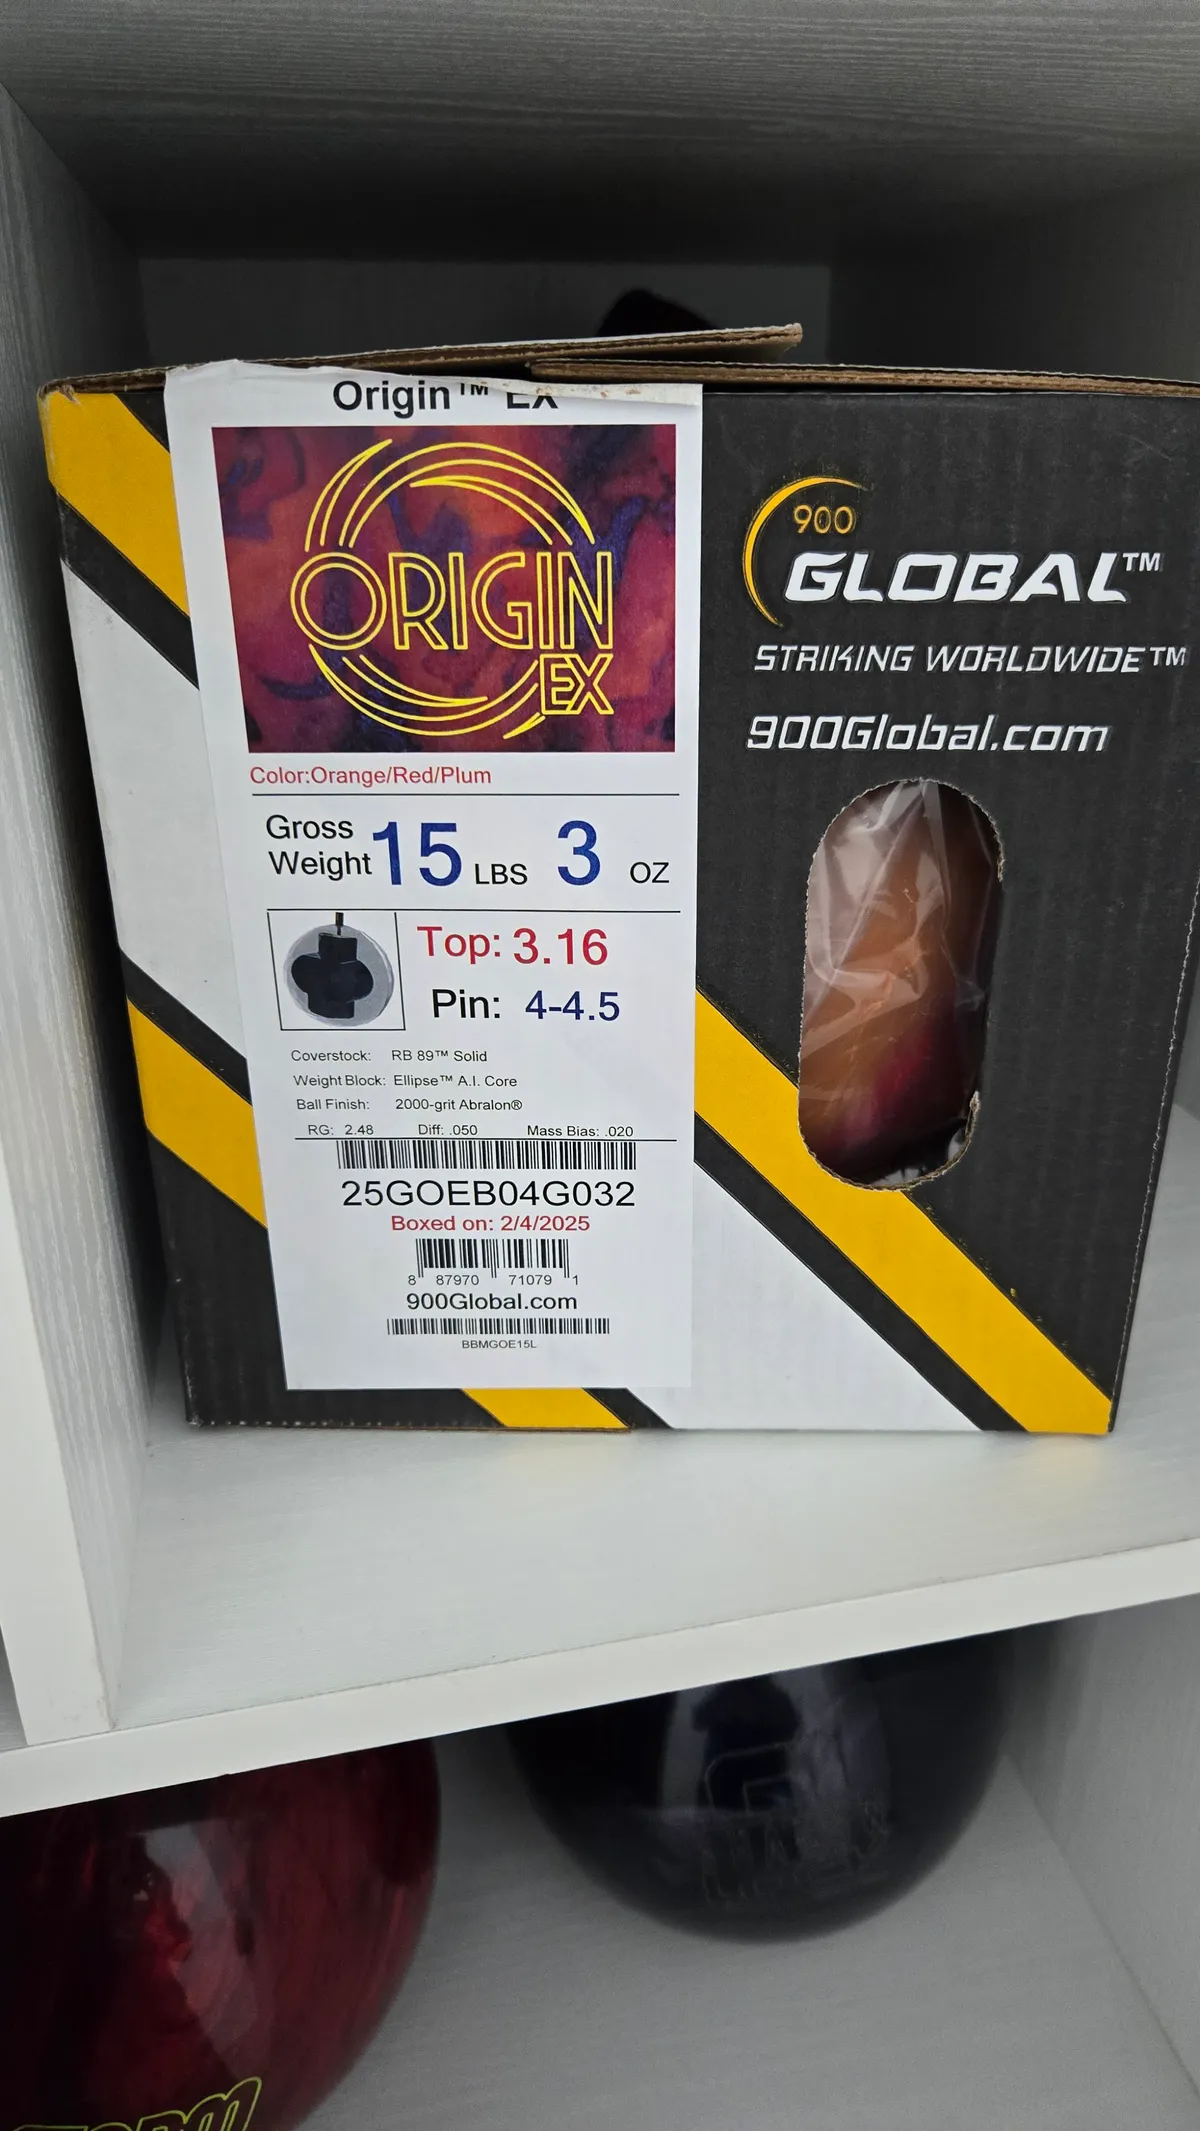 Origin™ EX
ORIGIN
EX
Color:Orange/Red/Plum
Gross Weight 15 LBS 3 OZ
Top: 3.16
Pin: 4-4.5
Coverstock: RB 89™ Solid
Weight Block: Ellipse™ A.I. Core
Ball Finish: 2000-grit Abralon®
RG: 2.48 Diff: .050 Mass Bias: .020
25GOEB04G032
Boxed on: 2/4/2025
8 87970 71079 1
900Global.com
BBMGOE15L
900
GLOBAL™
STRIKING WORLDWIDE™
900Global.com